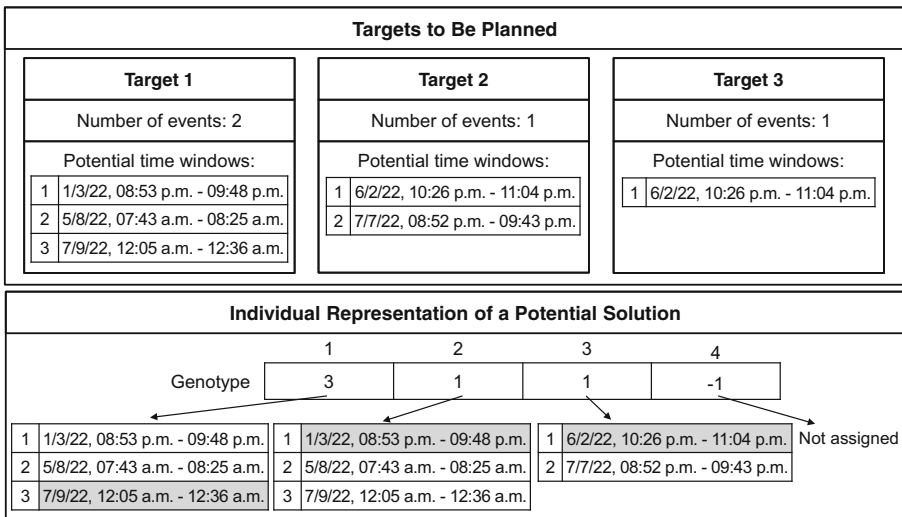 Targets to Be Planned
Target 1
Number of events: 2
Potential time windows:
1 1/3/22, 08:53 p.m. - 09:48 p.m.
2 5/8/22, 07:43 a.m. - 08:25 a.m.
3 7/9/22, 12:05 a.m. - 12:36 a.m.
Target 2
Number of events: 1
Potential time windows:
1 6/2/22, 10:26 p.m. - 11:04 p.m.
2 7/7/22, 08:52 p.m. - 09:43 p.m.
Target 3
Number of events: 1
Potential time windows:
1 6/2/22, 10:26 p.m. - 11:04 p.m.
Individual Representation of a Potential Solution
1 2 3 4
Genotype 3 1 1 -1
1 1/3/22, 08:53 p.m. - 09:48 p.m.
2 5/8/22, 07:43 a.m. - 08:25 a.m.
3 7/9/22, 12:05 a.m. - 12:36 a.m.
1 1/3/22, 08:53 p.m. - 09:48 p.m.
2 5/8/22, 07:43 a.m. - 08:25 a.m.
3 7/9/22, 12:05 a.m. - 12:36 a.m.
1 6/2/22, 10:26 p.m. - 11:04 p.m.
2 7/7/22, 08:52 p.m. - 09:43 p.m.
Not assigned